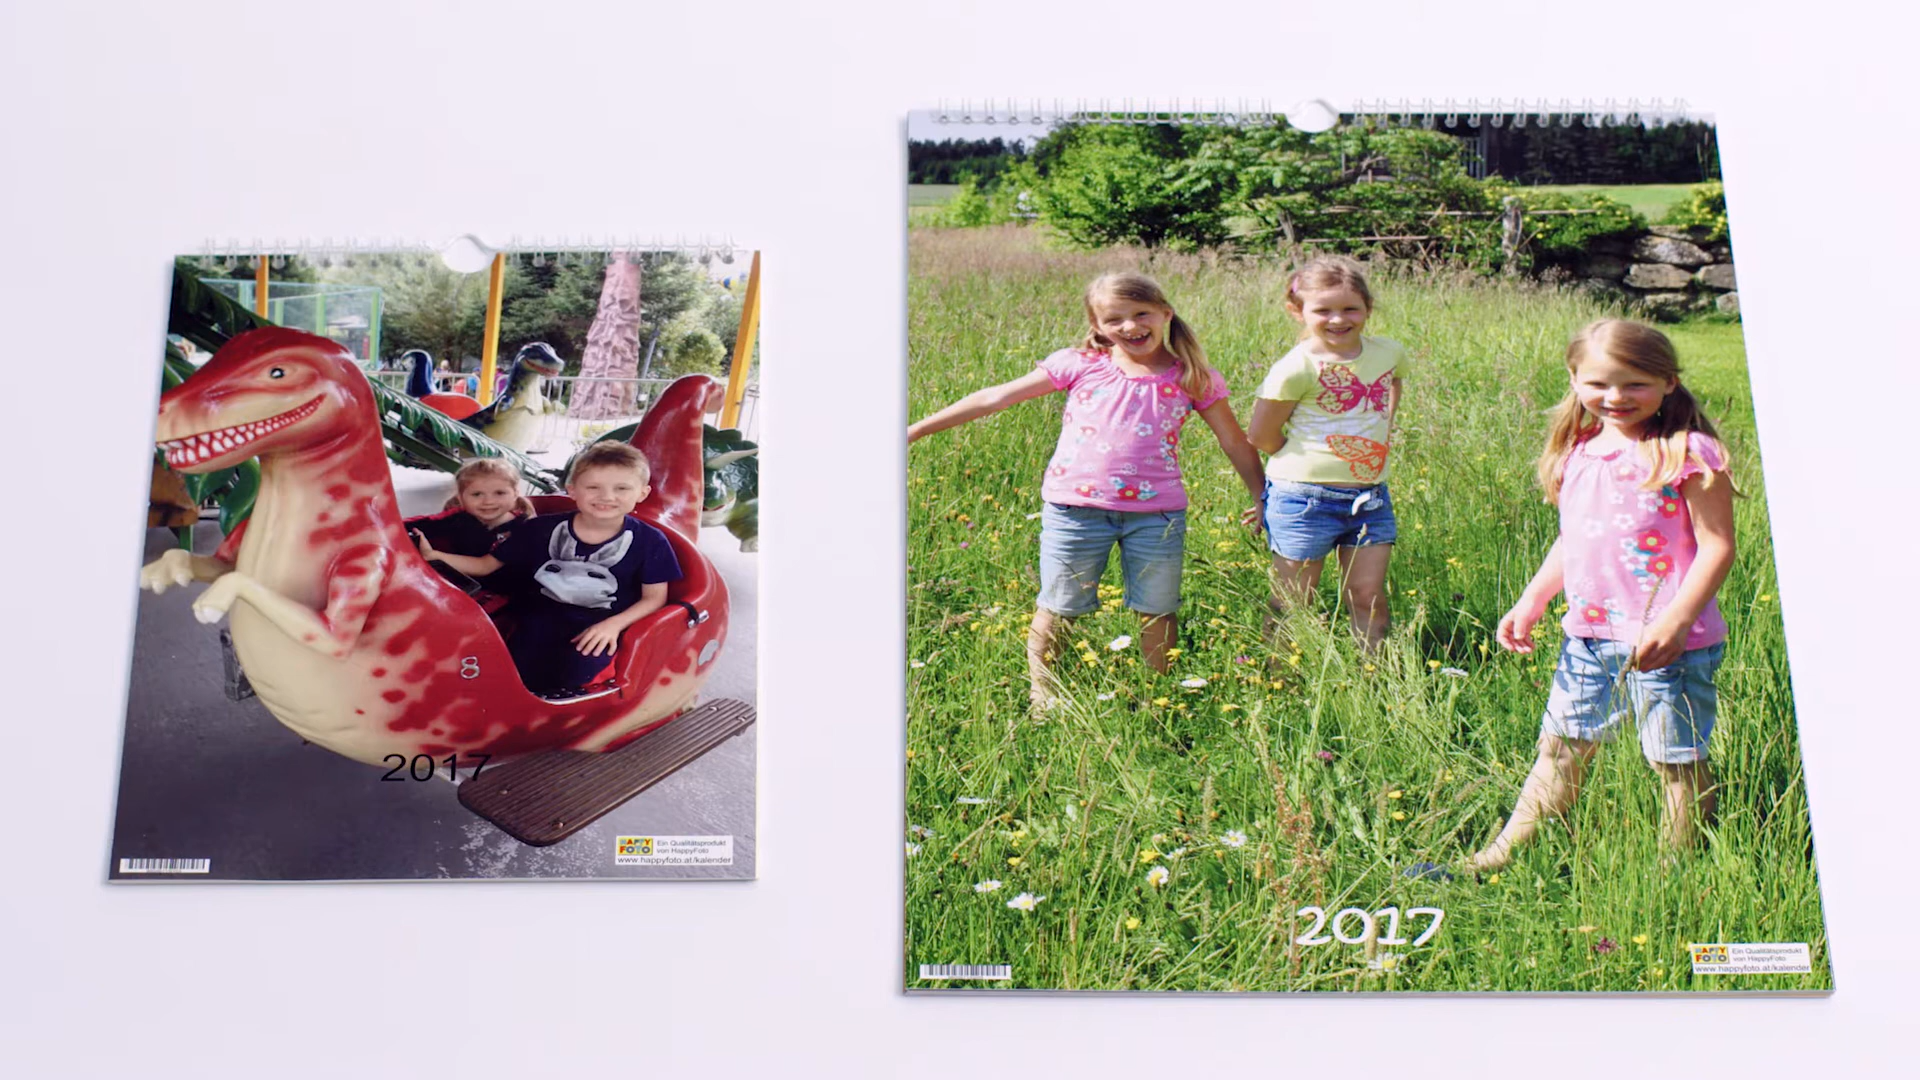 8
2017
HAPPY
FOTO
Ein Qualitätsprodukt
von HappyFoto
www.happyfoto.at/kalender
2017
HAPPY
FOTO
Ein Qualitätsprodukt
von HappyFoto
www.happyfoto.at/kalender